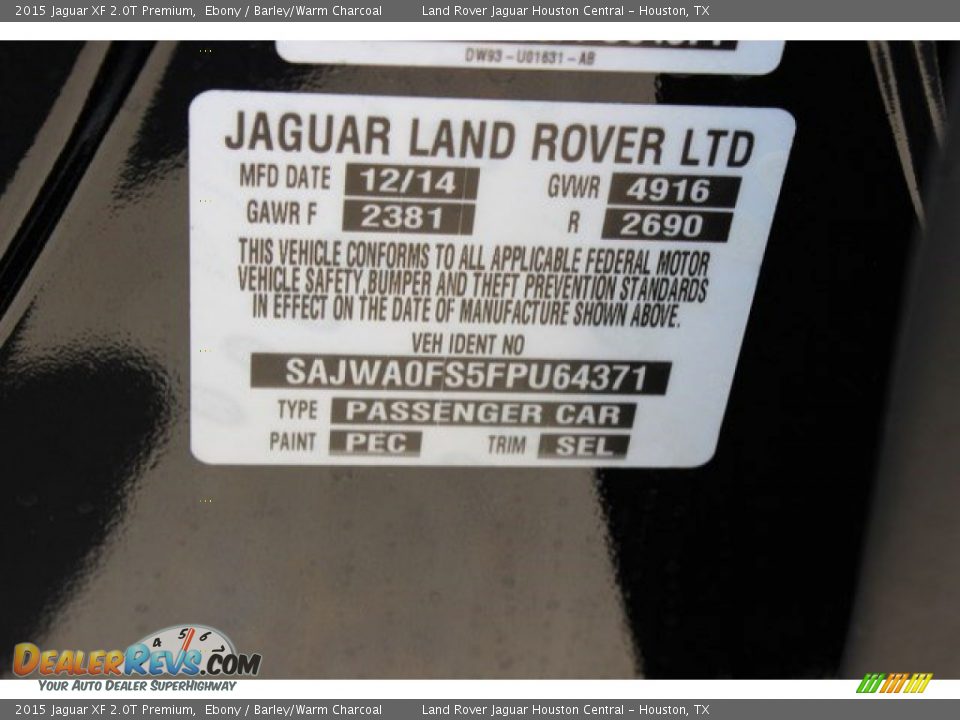 2015 Jaguar XF 2.0T Premium, Ebony / Barley/Warm Charcoal Land Rover Jaguar Houston Central - Houston, TX
DW93-U01631-AB
JAGUAR LAND ROVER LTD
MFD DATE 12/14 GVWR 4916
GAWR F 2381 R 2690
THIS VEHICLE CONFORMS TO ALL APPLICABLE FEDERAL MOTOR
VEHICLE SAFETY,BUMPER AND THEFT PREVENTION STANDARDS
IN EFFECT ON THE DATE OF MANUFACTURE SHOWN ABOVE.
VEH IDENT NO
SAJWA0FS5FPU64371
TYPE PASSENGER CAR
PAINT PEC TRIM SEL
4 5 6 7
DEALERREVS.COM
YOUR AUTO DEALER SUPERHIGHWAY
2015 Jaguar XF 2.0T Premium, Ebony / Barley/Warm Charcoal Land Rover Jaguar Houston Central - Houston, TX